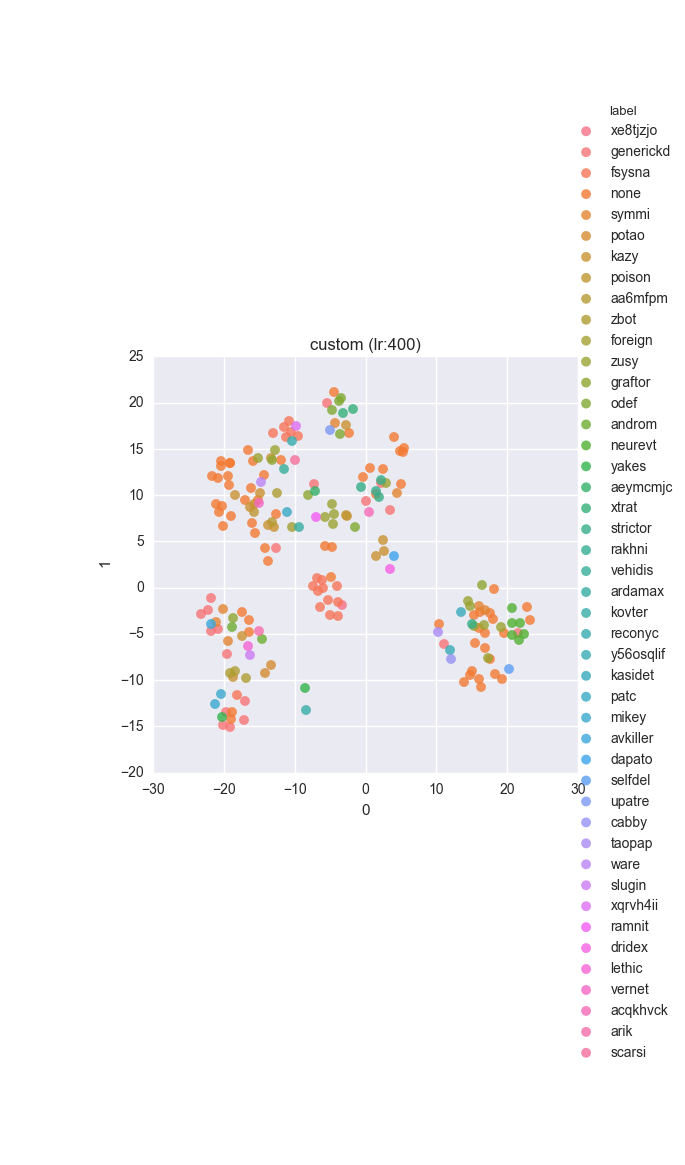 label
xe8tjzjo
generickd
fsysna
none
symmi
potao
kazy
poison
aa6mfpm
zbot
foreign
zusy
graftor
odef
androm
neurevt
yakes
aeymcmjc
xtrat
strictor
rakhni
vehidis
ardamax
kovter
reconyc
y56osqlif
kasidet
patc
mikey
avkiller
dapato
selfdel
upatre
cabby
taopap
ware
slugin
xqrvh4ii
ramnit
dridex
lethic
vernet
acqkhvck
arik
scarsi
custom (lr:400)
25
20
15
10
5
0
−5
−10
−15
−20
1
−30
−20
−10
0
10
20
30
0